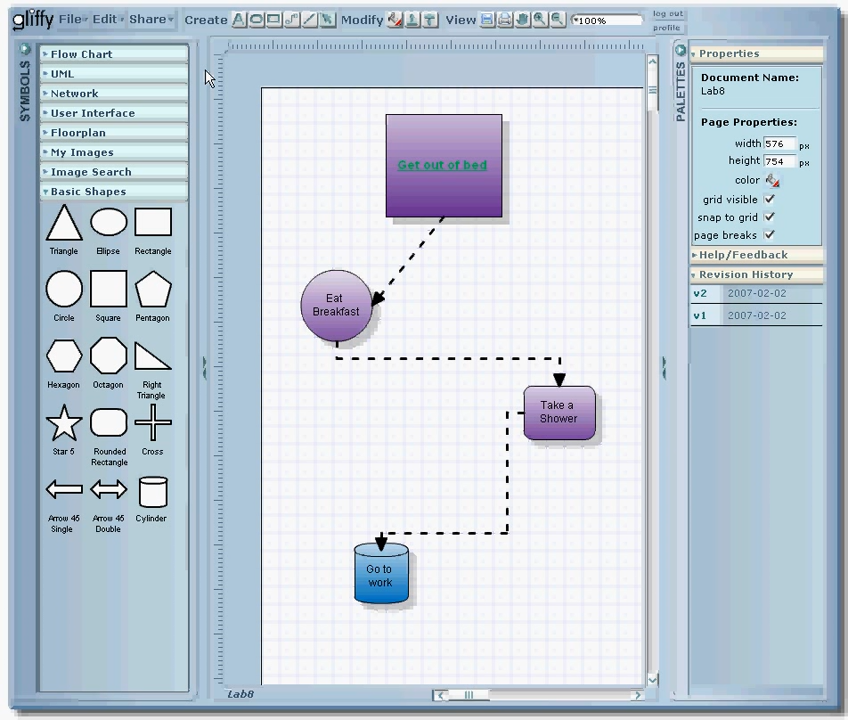 gliffy File Edit Share Create Modify View *100% log out
profile
SYMBOLS
Flow Chart
UML
Network
User Interface
Floorplan
My Images
Image Search
Basic Shapes
Triangle Ellipse Rectangle
Circle Square Pentagon
Hexagon Octagon Right
Triangle
Star 5 Rounded Cross
Rectangle
Arrow 45 Arrow 45 Cylinder
Single Double
Get out of bed
Eat
Breakfast
Take a
Shower
Go to
work
Lab8
PALETTES
Properties
Document Name:
Lab8
Page Properties:
width 576 px
height 754 px
color
grid visible
snap to grid
page breaks
Help/Feedback
Revision History
v2 2007-02-02
v1 2007-02-02